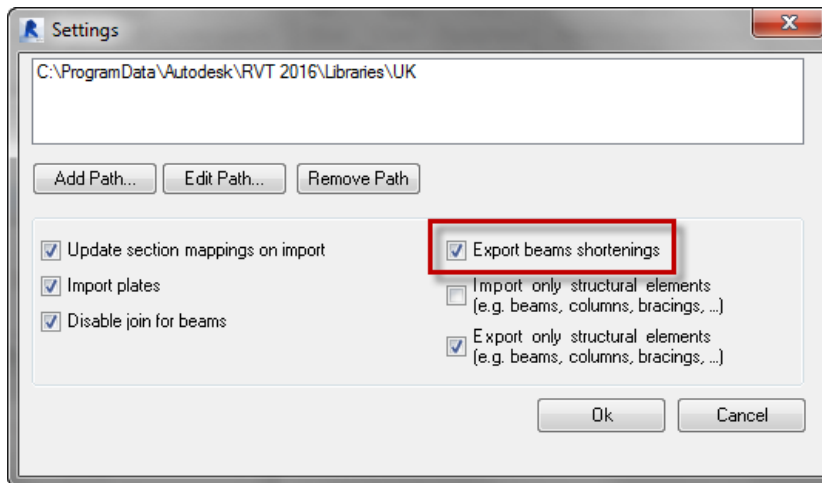 Settings
C:\ProgramData\Autodesk\RVT 2016\Libraries\UK
Add Path... Edit Path... Remove Path
Update section mappings on import
Import plates
Disable join for beams
Export beams shortenings
Import only structural elements
(e.g. beams, columns, bracings, ...)
Export only structural elements
(e.g. beams, columns, bracings, ...)
Ok Cancel